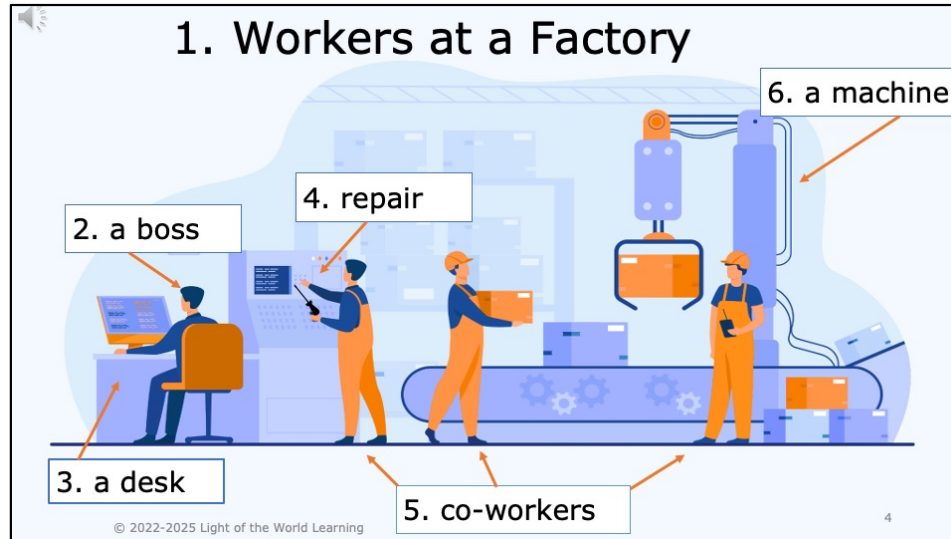 1. Workers at a Factory
6. a machine
4. repair
2. a boss
3. a desk
5. co-workers
© 2022-2025 Light of the World Learning
4